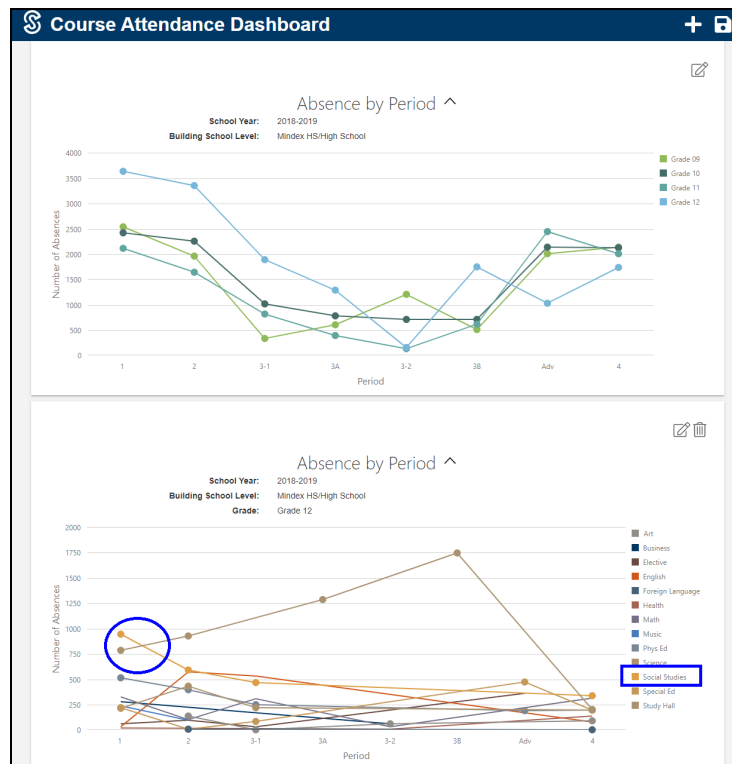 Course Attendance Dashboard
Absence by Period
School Year: 2018-2019
Building School Level: Mindex HS/High School
4000
3500
3000
2500
2000
1500
1000
500
0
Number of Absences
1 2 3-1 3A 3-2 3B Adv 4
Period
Grade 09
Grade 10
Grade 11
Grade 12
Absence by Period
School Year: 2018-2019
Building School Level: Mindex HS/High School
Grade: Grade 12
2000
1750
1500
1250
1000
750
500
250
0
Number of Absences
1 2 3-1 3A 3-2 3B Adv 4
Period
Art
Business
Elective
English
Foreign Language
Health
Math
Music
Phys Ed
Science
Social Studies
Special Ed
Study Hall